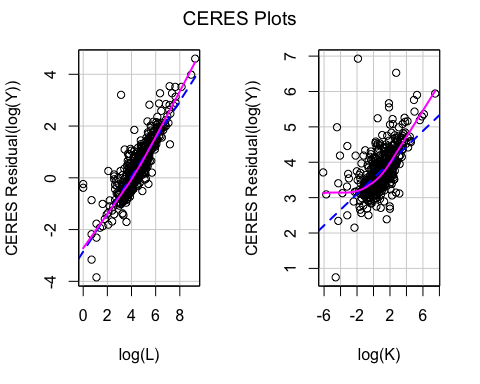 CERES Plots
CERES Residual(log(Y))
4
2
0
-2
-4
0 2 4 6 8
log(L)
CERES Residual(log(Y))
7
6
5
4
3
2
1
-6 -2 2 6
log(K)